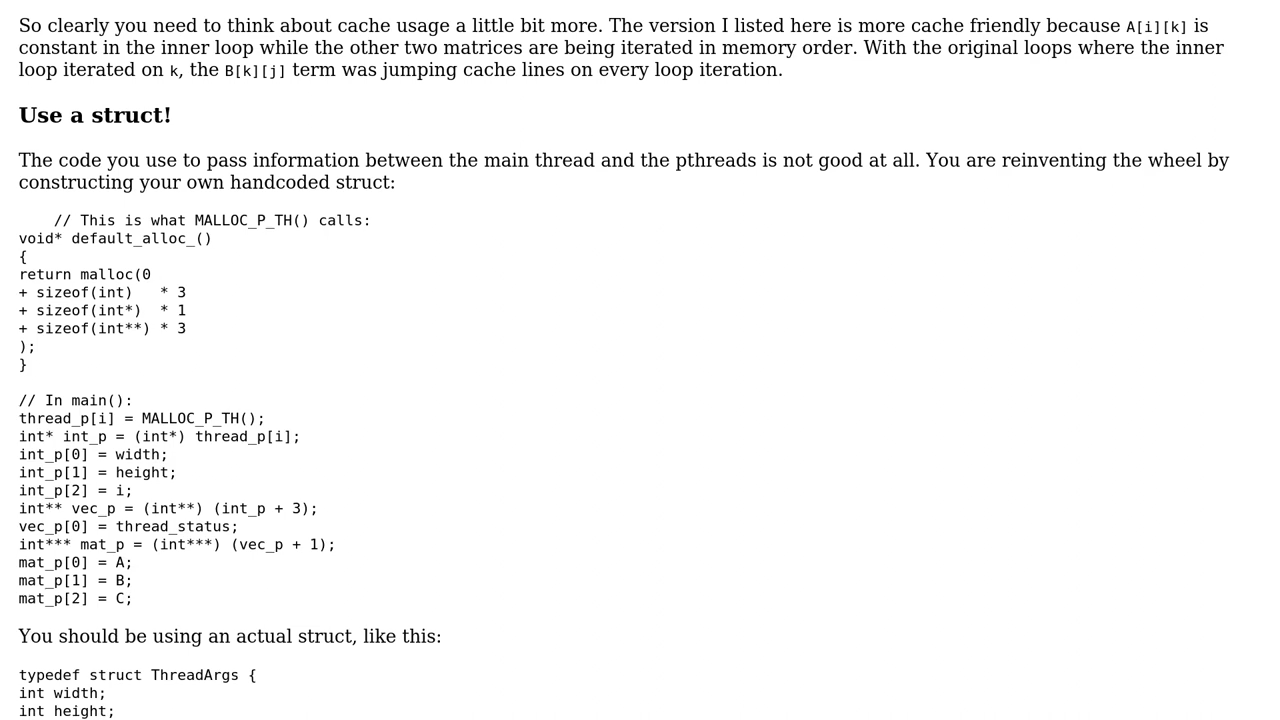 So clearly you need to think about cache usage a little bit more. The version I listed here is more cache friendly because A[i][k] is
constant in the inner loop while the other two matrices are being iterated in memory order. With the original loops where the inner
loop iterated on k, the B[k][j] term was jumping cache lines on every loop iteration.
Use a struct!
The code you use to pass information between the main thread and the pthreads is not good at all. You are reinventing the wheel by
constructing your own handcoded struct:
    // This is what MALLOC_P_TH() calls:
void* default_alloc_()
{
return malloc(0
+ sizeof(int)   * 3
+ sizeof(int*)  * 1
+ sizeof(int**) * 3
);
}
// In main():
thread_p[i] = MALLOC_P_TH();
int* int_p = (int*) thread_p[i];
int_p[0] = width;
int_p[1] = height;
int_p[2] = i;
int** vec_p = (int**) (int_p + 3);
vec_p[0] = thread_status;
int*** mat_p = (int***) (vec_p + 1);
mat_p[0] = A;
mat_p[1] = B;
mat_p[2] = C;
You should be using an actual struct, like this:
typedef struct ThreadArgs {
int width;
int height;